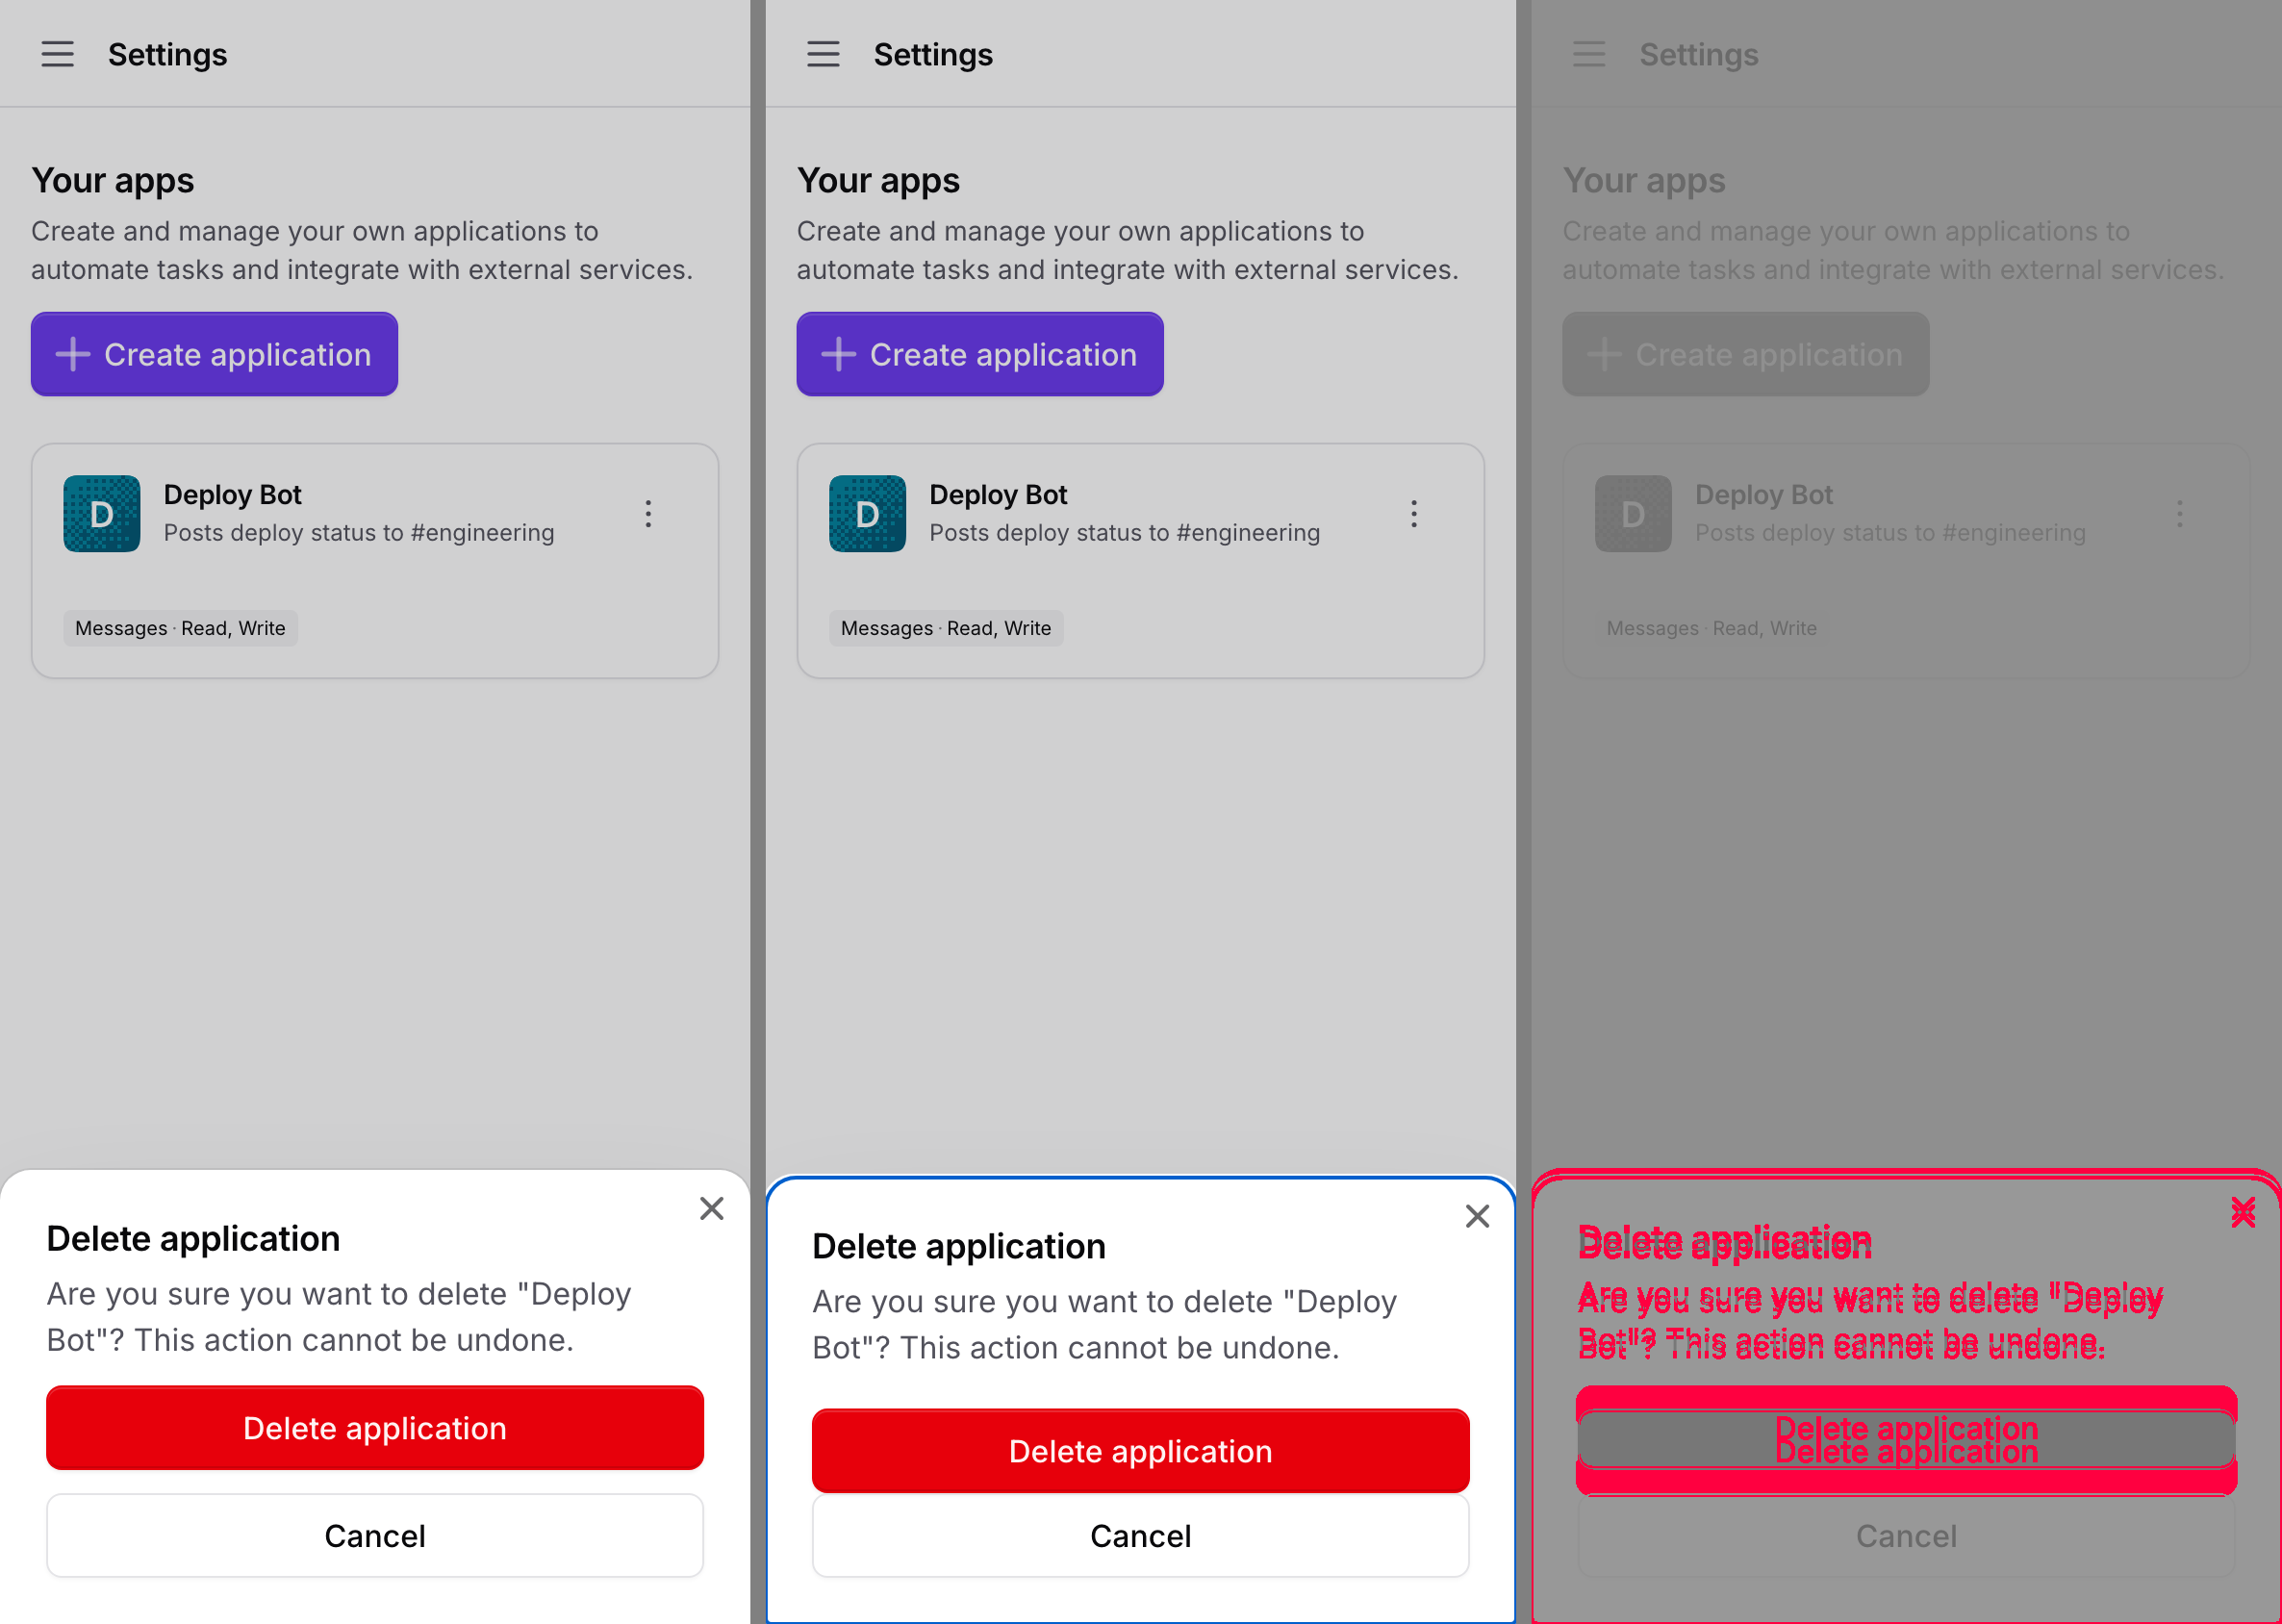 Settings
Your apps
Create and manage your own applications to
automate tasks and integrate with external services.
Create application
D
Deploy Bot
Posts deploy status to #engineering
Messages · Read, Write
Delete application
Are you sure you want to delete "Deploy
Bot"? This action cannot be undone.
Delete application
Cancel
Settings
Your apps
Create and manage your own applications to
automate tasks and integrate with external services.
Create application
D
Deploy Bot
Posts deploy status to #engineering
Messages · Read, Write
Delete application
Are you sure you want to delete "Deploy
Bot"? This action cannot be undone.
Delete application
Cancel
Settings
Your apps
Create and manage your own applications to
automate tasks and integrate with external services.
Create application
D
Deploy Bot
Posts deploy status to #engineering
Messages · Read, Write
Delete application
Are you sure you want to delete "Deploy
Bot"? This action cannot be undone.
Delete application
Delete application
Cancel